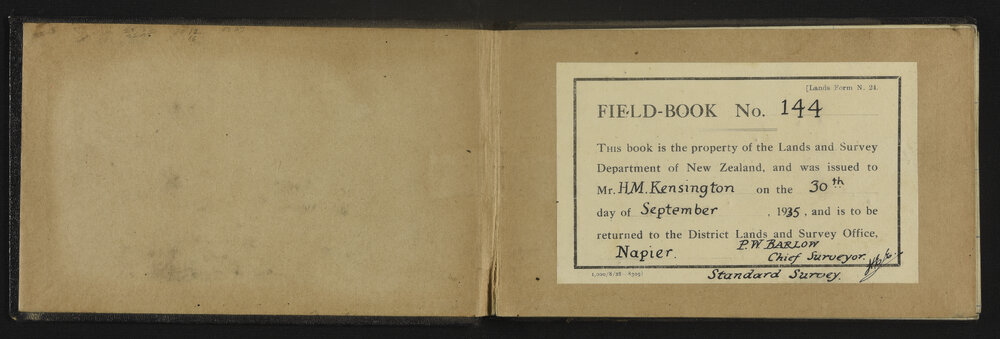 [Lands Form N. 24.
FIELD-BOOK No. 144
THIS book is the property of the Lands and Survey
Department of New Zealand, and was issued to
Mr. H.M. Kensington on the 30th
day of September, 1935, and is to be
returned to the District Lands and Survey Office,
Napier. P.W BARLOW
Chief Surveyor.
Standard Survey.